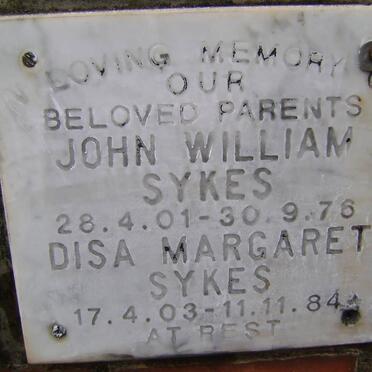 IN LOVING MEMORY
OUR
BELOVED PARENTS
JOHN WILLIAM
SYKES
28.4.01-30.9.76
DISA MARGARET
SYKES
17.4.03-11.11.84
AT REST